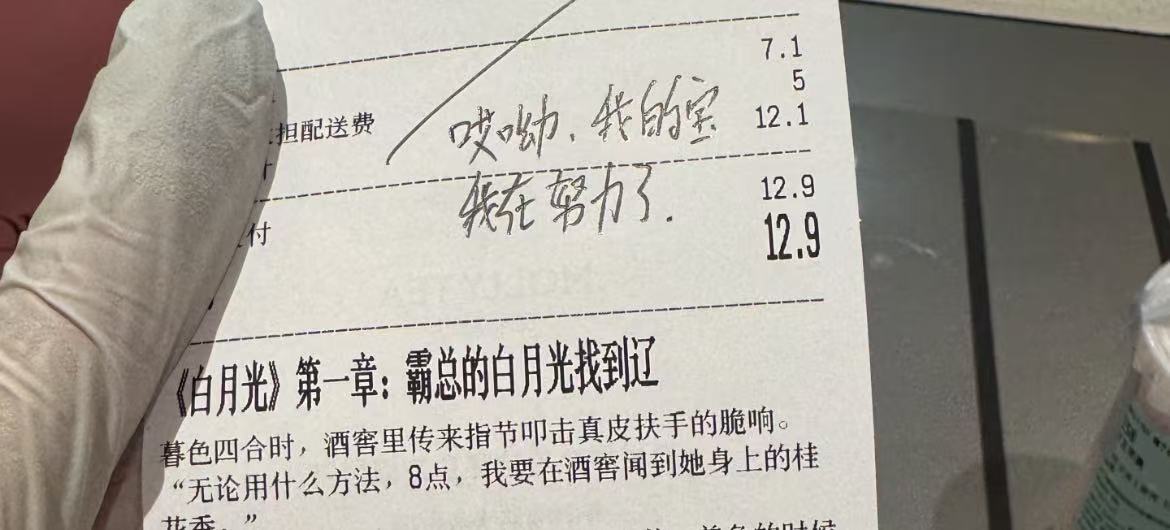 7.1
5
担配送费
12.1
哎呦、我的宝
12.9
我在努力了.
付
12.9
《白月光》第一章：霸总的白月光找到辽
暮色四合时，酒窖里传来指节叩击真皮扶手的脆响。
“无论用什么方法，8点，我要在酒窖闻到她身上的桂
花香。”